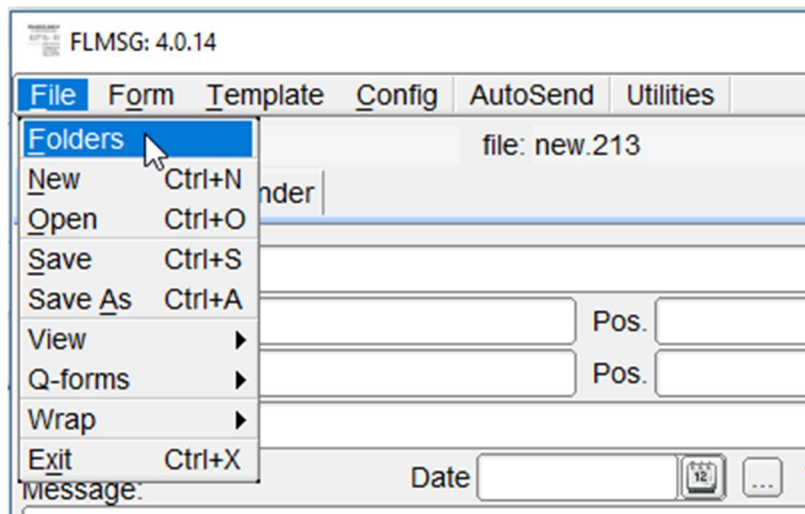 FLMSG: 4.0.14
File Form Template Config AutoSend Utilities
Folders
file: new.213
New Ctrl+N
nder
Open Ctrl+O
Save Ctrl+S
Save As Ctrl+A
Pos.
View
Q-forms
Pos.
Wrap
Exit Ctrl+X
Date
12
...
Message: